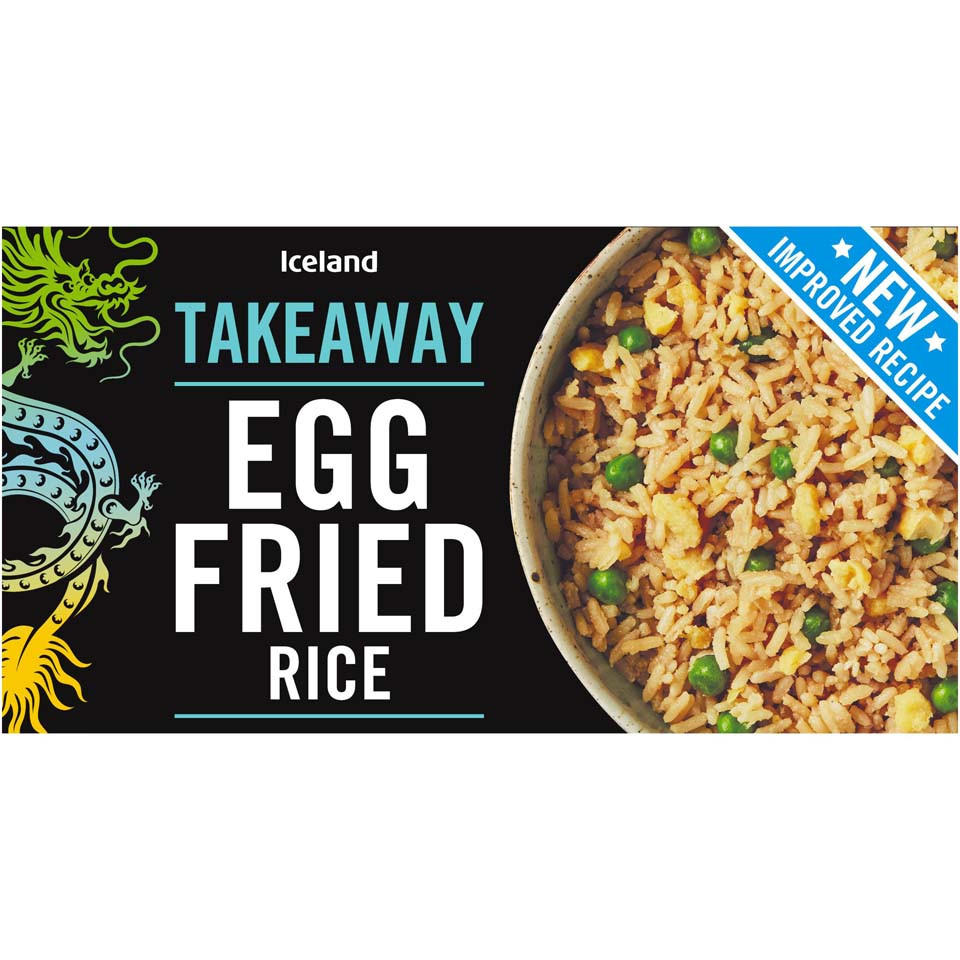 Iceland
TAKEAWAY
EGG
FRIED
RICE
NEW
IMPROVED RECIPE